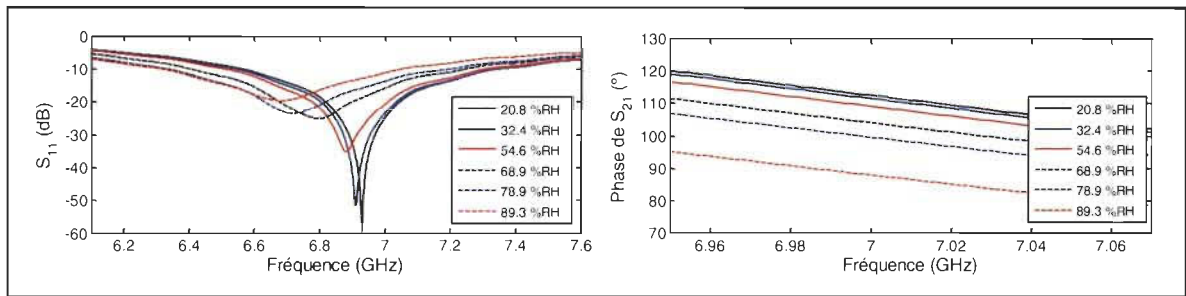 0
-10
-20
-30
-40
-50
-60
S11 (dB)
6.2 6.4 6.6 6.8 7 7.2 7.4 7.6
Fréquence (GHz)
20.8 %RH
32.4 %RH
54.6 %RH
68.9 %RH
78.9 %RH
89.3 %RH
130
120
110
100
90
80
70
Phase de S21 (°)
6.96 6.98 7 7.02 7.04 7.06
Fréquence (GHz)
20.8 %RH
32.4 %RH
54.6 %RH
68.9 %RH
78.9 %RH
89.3 %RH